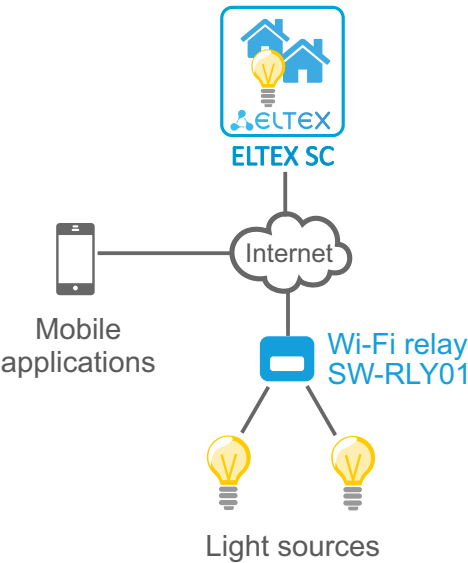 ELTEX
ELTEX SC
Internet
Mobile
applications
Wi-Fi relay
SW-RLY01
Light sources